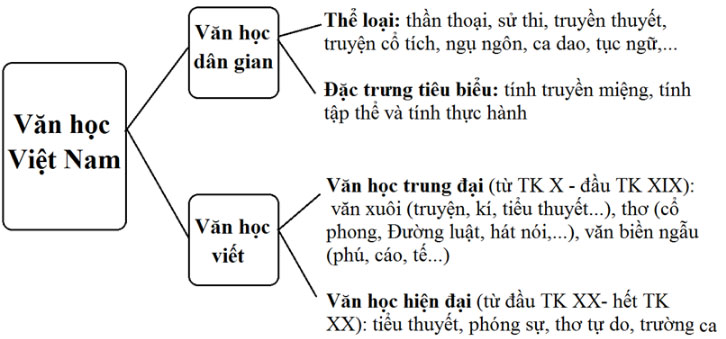 Văn học
Việt Nam
Văn học
dân gian
Thể loại: thần thoại, sử thi, truyền thuyết,
truyện cổ tích, ngụ ngôn, ca dao, tục ngữ,...
Đặc trưng tiêu biểu: tính truyền miệng, tính
tập thể và tính thực hành
Văn học
viết
Văn học trung đại (từ TK X - đầu TK XIX):
văn xuôi (truyện, kí, tiểu thuyết...), thơ (cổ
phong, Đường luật, hát nói,...), văn biền ngẫu
(phú, cáo, tế...)
Văn học hiện đại (từ đầu TK XX- hết TK
XX): tiểu thuyết, phóng sự, thơ tự do, trường ca